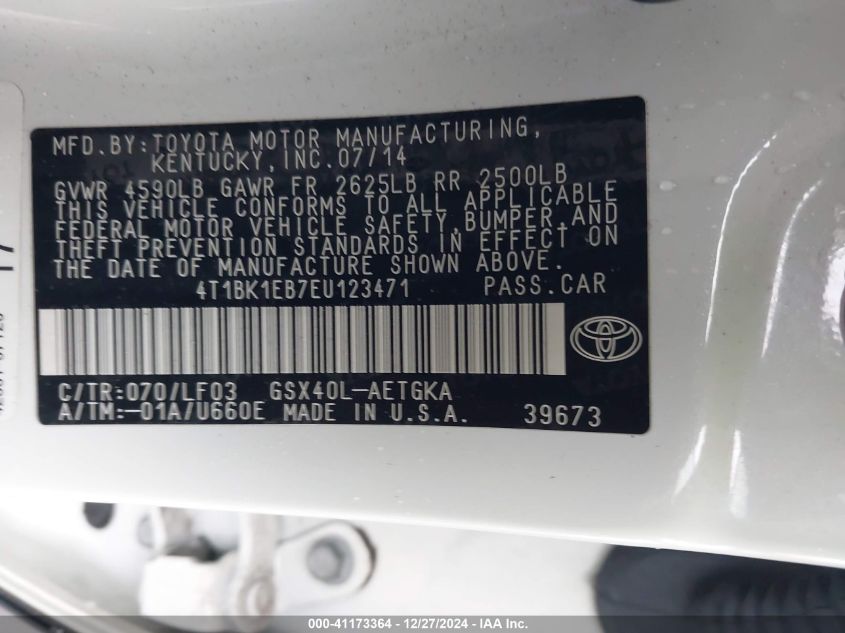 MFD.BY:TOYOTA MOTOR MANUFACTURING,
KENTUCKY,INC.07/14
GVWR 4590LB GAWR FR 2625LB RR 2500LB
THIS VEHICLE CONFORMS TO ALL APPLICABLE
FEDERAL MOTOR VEHICLE SAFETY,BUMPER,AND
THEFT PREVENTION STANDARDS IN EFFECT ON
THE DATE OF MANUFACTURE SHOWN ABOVE.
4T1BK1EB7EU123471 PASS.CAR
C/TR:070/LF03 GSX40L-AETGKA
A/TM:-01A/U660E MADE IN U.S.A. 39673
000-41173364 - 12/27/2024 - IAA Inc.